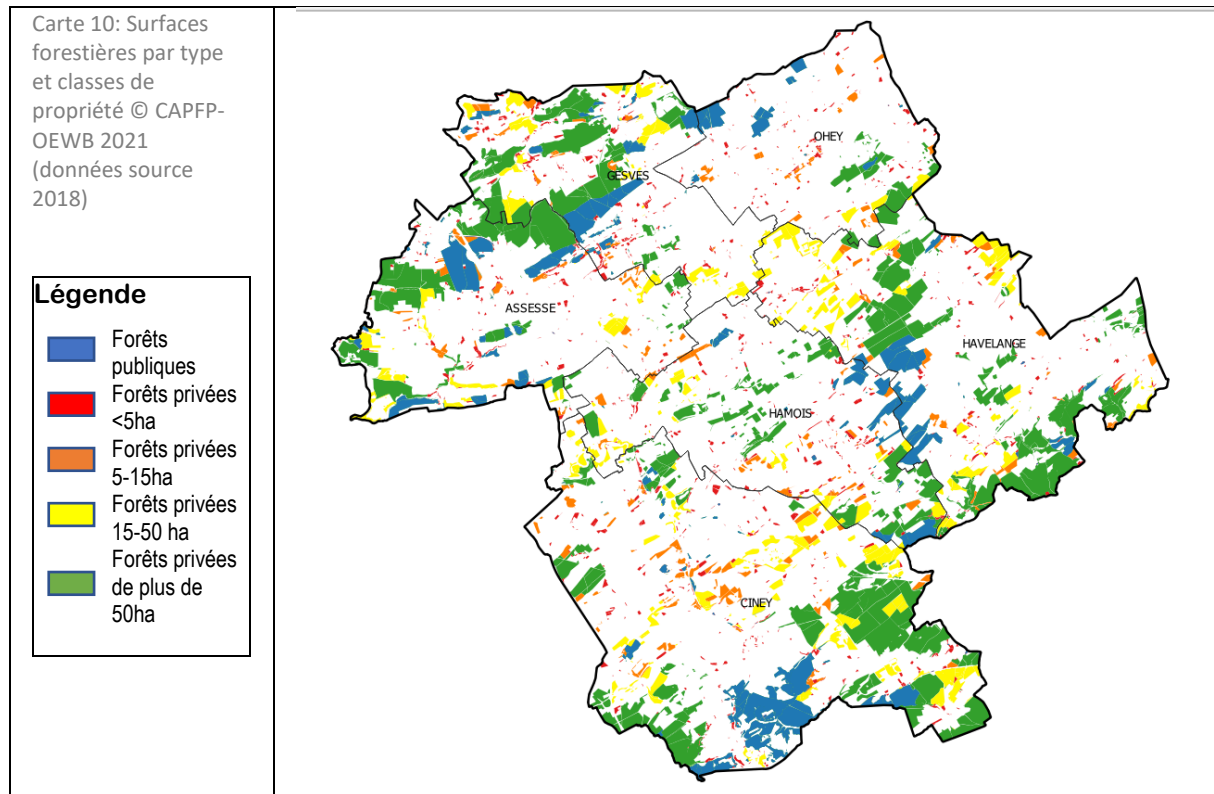 Carte 10: Surfaces
forestières par type
et classes de
propriété © CAPFP-
OEWB 2021
(données source
2018)
Légende
Forêts
publiques
Forêts privées
<5ha
Forêts privées
5-15ha
Forêts privées
15-50 ha
Forêts privées
de plus de
50ha
OHEY
GESVES
ASSESSE
HAVELANGE
HAMOIS
CINEY